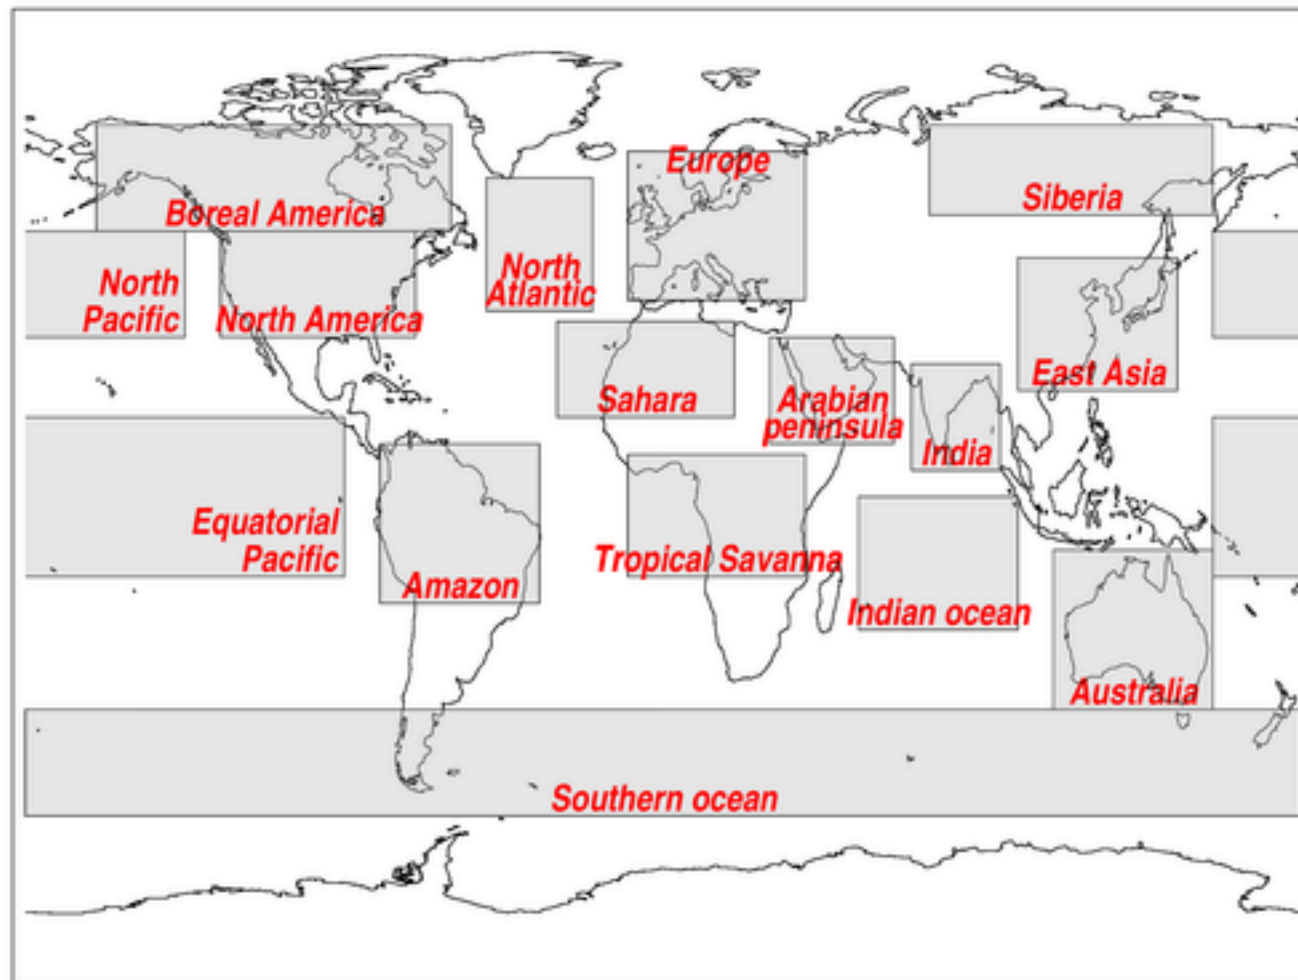 Europe
Siberia
Boreal America
North
Atlantic
North
Pacific
North America
East Asia
Sahara
Arabian
peninsula
India
Equatorial
Pacific
Tropical Savanna
Amazon
Indian ocean
Australia
Southern ocean